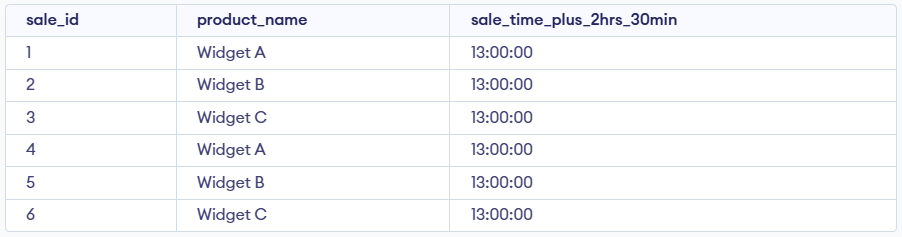 sale_id product_name sale_time_plus_2hrs_30min
1 Widget A 13:00:00
2 Widget B 13:00:00
3 Widget C 13:00:00
4 Widget A 13:00:00
5 Widget B 13:00:00
6 Widget C 13:00:00